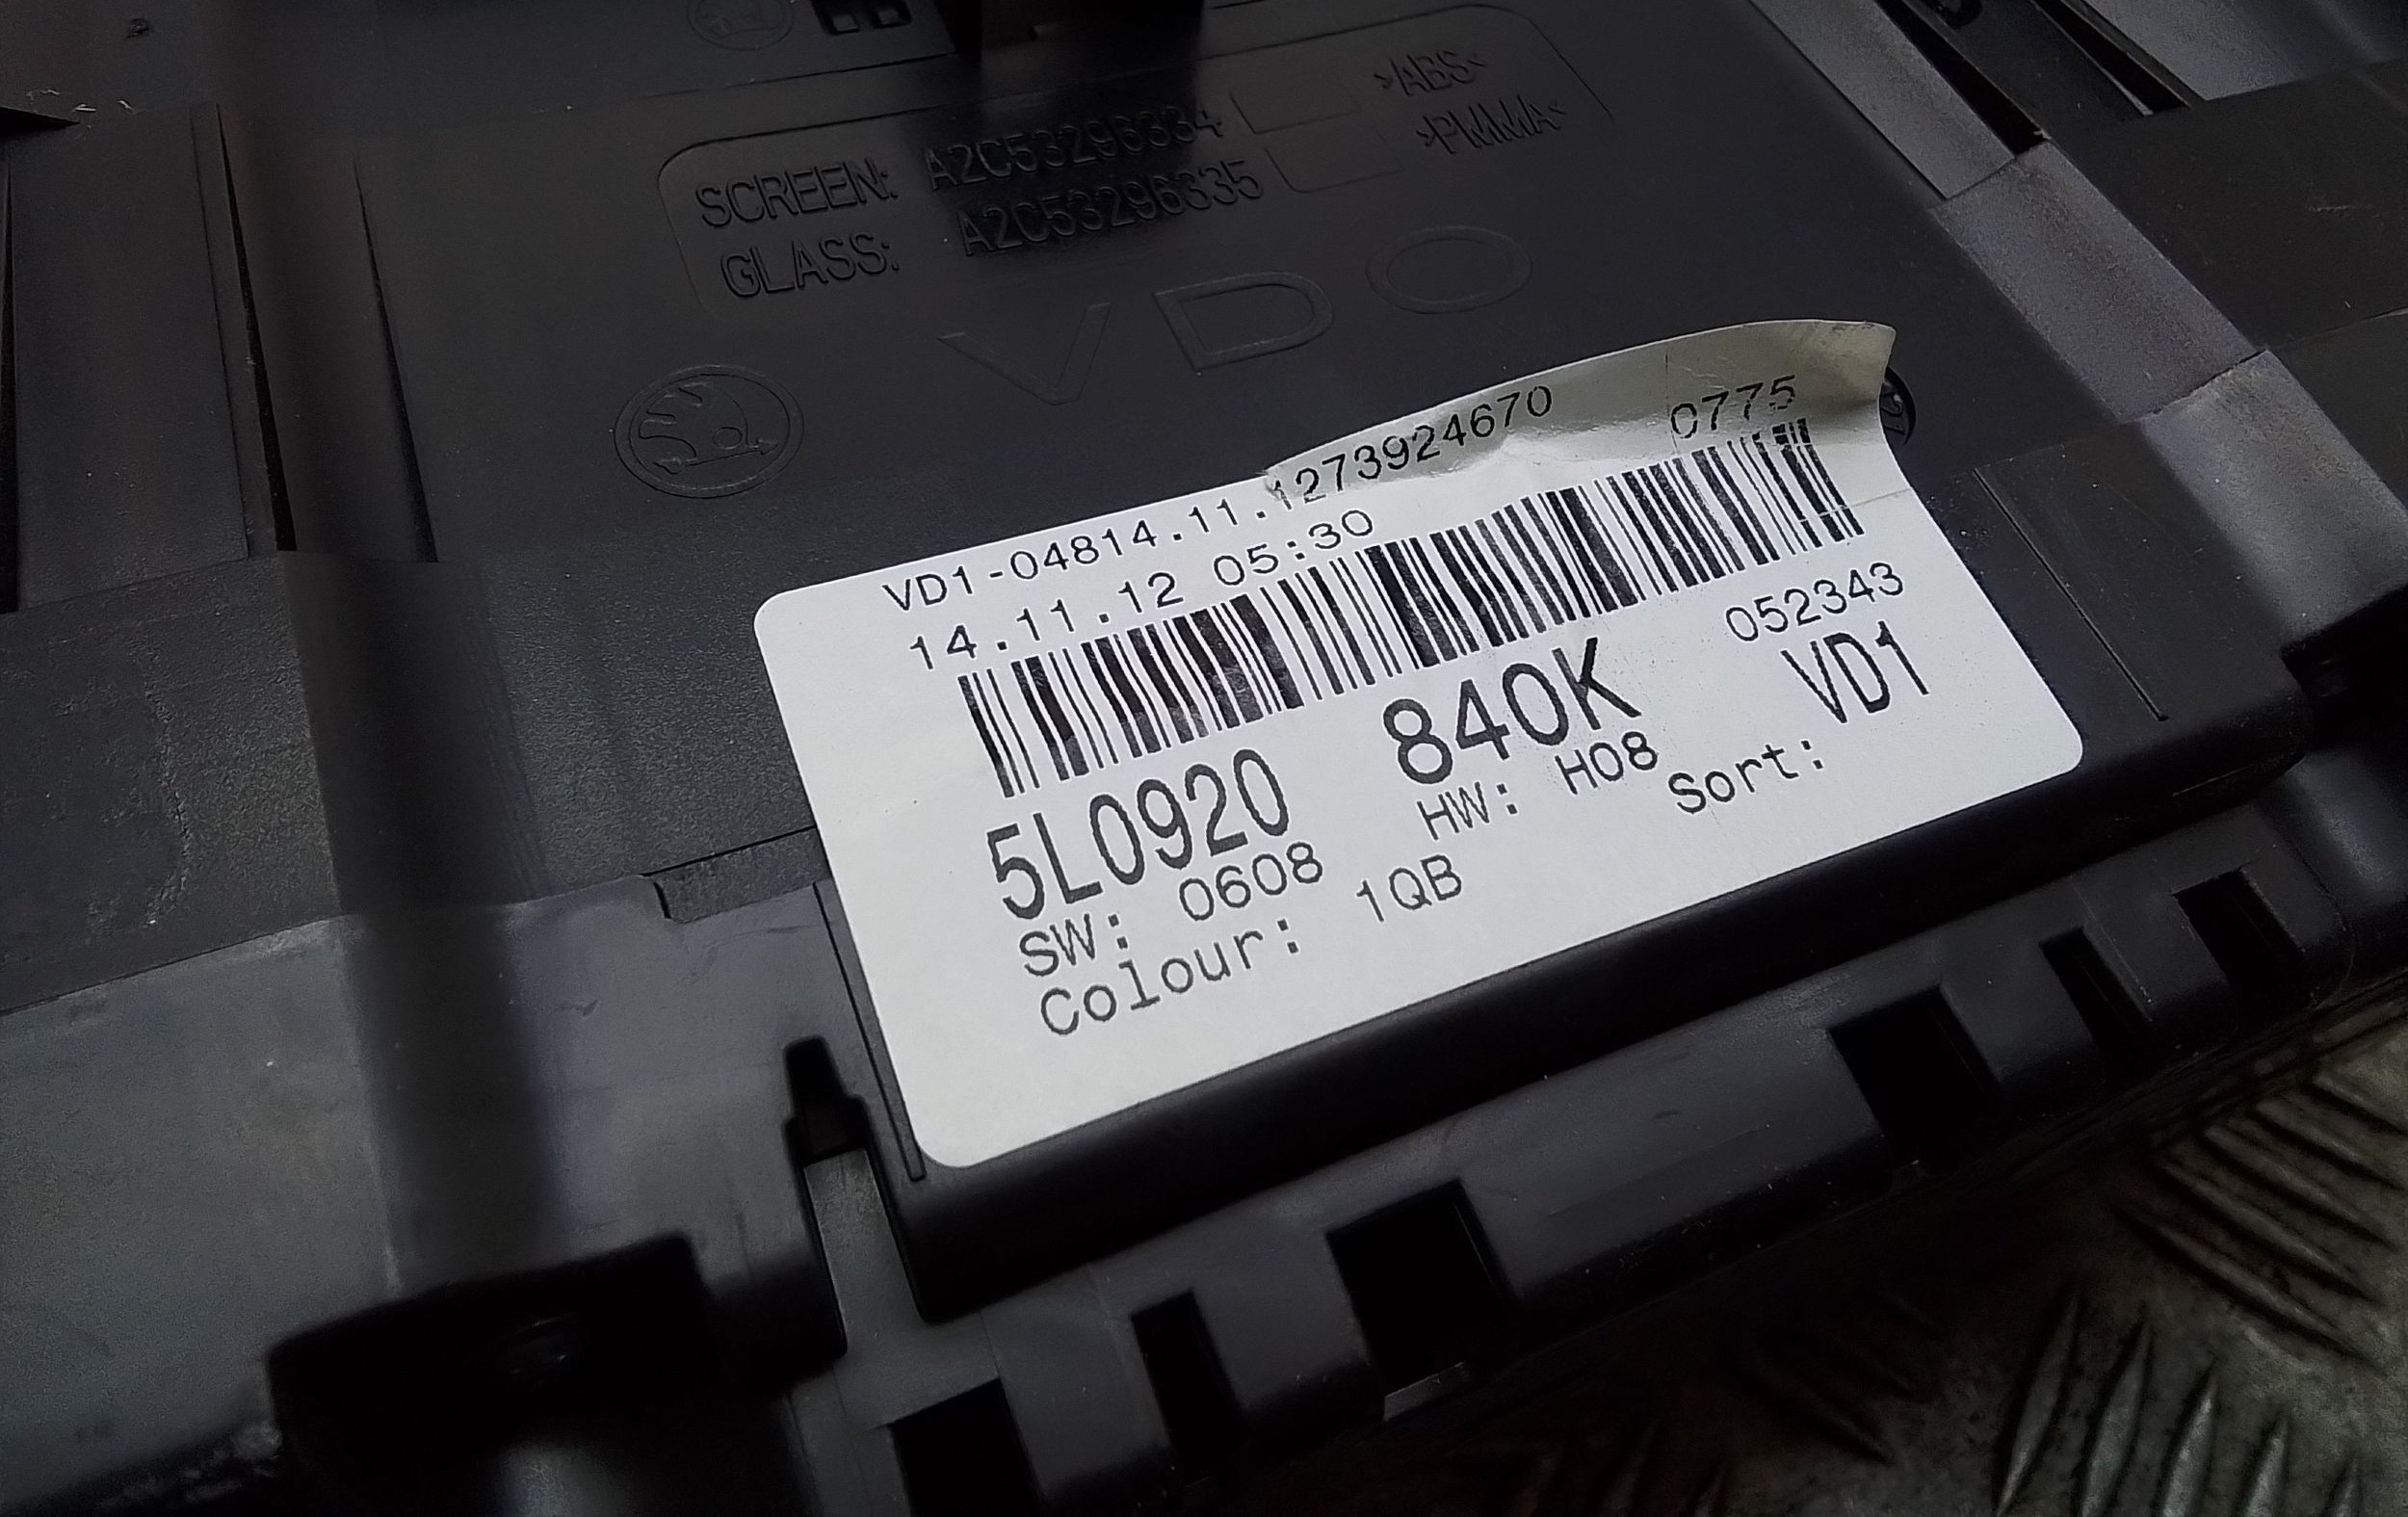 SCREEN: A2C53296334 >ABS<
GLASS: A2C53296335 >PMMA<
VDO
VD1-04814.11.1273924670 0775
14.11.12 05:30
052343
5L0920 840K VD1
SW: 0608 HW: H08
Colour: 1QB Sort: